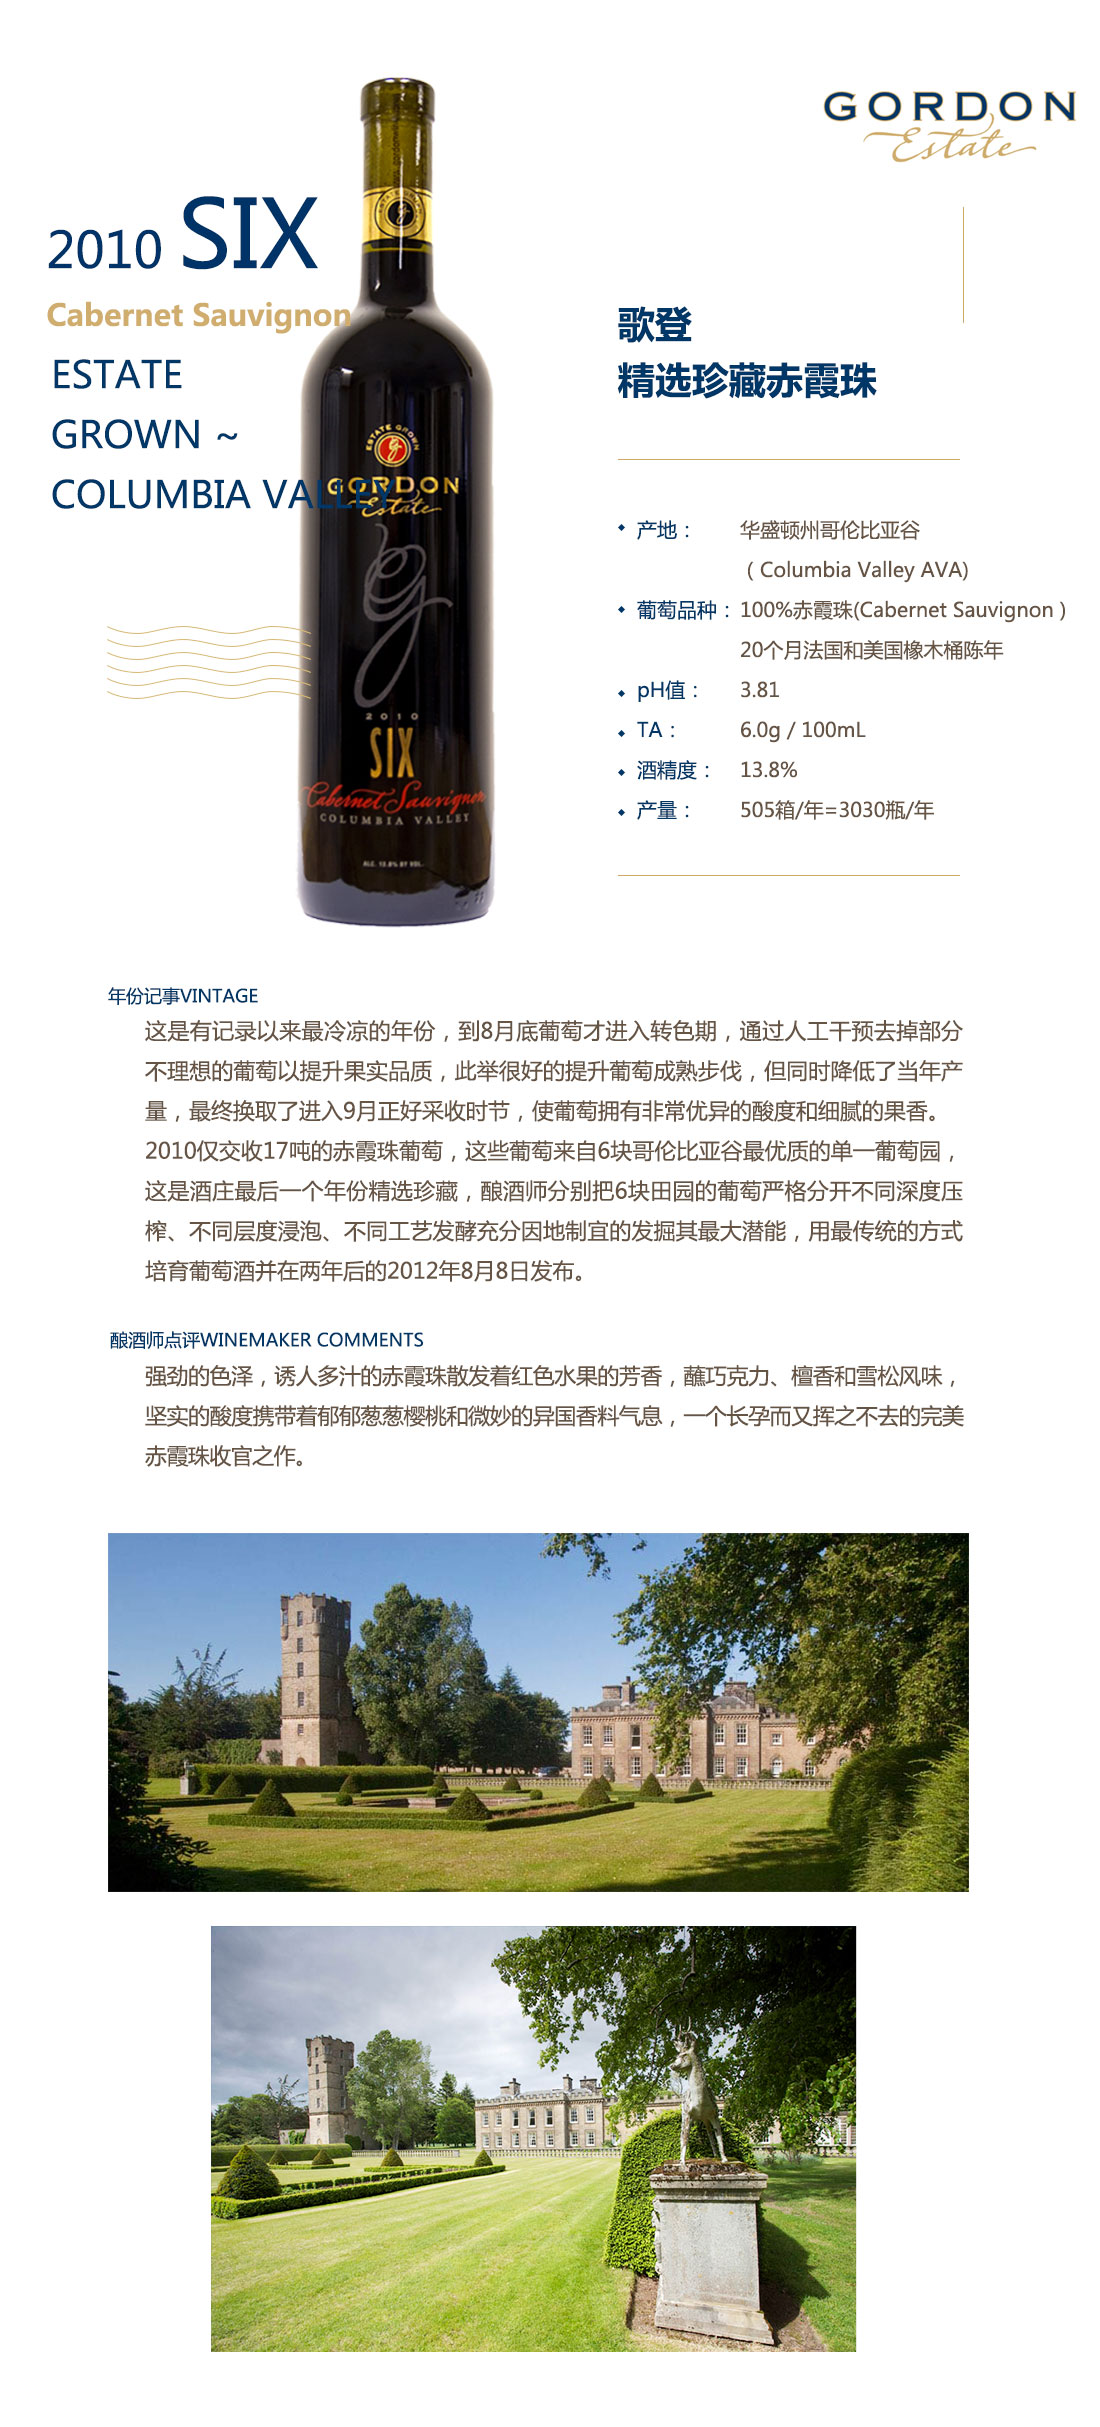 GORDON
Estate
2010 SIX
Cabernet Sauvignon
ESTATE
GROWN ~
COLUMBIA VALLEY
ESTATE GROWN
GORDON
Estate
2010
SIX
Cabernet Sauvignon
COLUMBIA VALLEY
ALC. 13.8% BY VOL.
歌登
精选珍藏赤霞珠
产地： 华盛顿州哥伦比亚谷
（Columbia Valley AVA)
葡萄品种： 100%赤霞珠(Cabernet Sauvignon )
20个月法国和美国橡木桶陈年
pH值： 3.81
TA： 6.0g / 100mL
酒精度： 13.8%
产量： 505箱/年=3030瓶/年
年份记事VINTAGE
这是有记录以来最冷凉的年份，到8月底葡萄才进入转色期，通过人工干预去掉部分
不理想的葡萄以提升果实品质，此举很好的提升葡萄成熟步伐，但同时降低了当年产
量，最终换取了进入9月正好采收时节，使葡萄拥有非常优异的酸度和细腻的果香。
2010仅交收17吨的赤霞珠葡萄，这些葡萄来自6块哥伦比亚谷最优质的单一葡萄园，
这是酒庄最后一个年份精选珍藏，酿酒师分别把6块田园的葡萄严格分开不同深度压
榨、不同层度浸泡、不同工艺发酵充分因地制宜的发掘其最大潜能，用最传统的方式
培育葡萄酒并在两年后的2012年8月8日发布。
酿酒师点评WINEMAKER COMMENTS
强劲的色泽，诱人多汁的赤霞珠散发着红色水果的芳香，蘸巧克力、檀香和雪松风味，
坚实的酸度携带着郁郁葱葱樱桃和微妙的异国香料气息，一个长孕而又挥之不去的完美
赤霞珠收官之作。